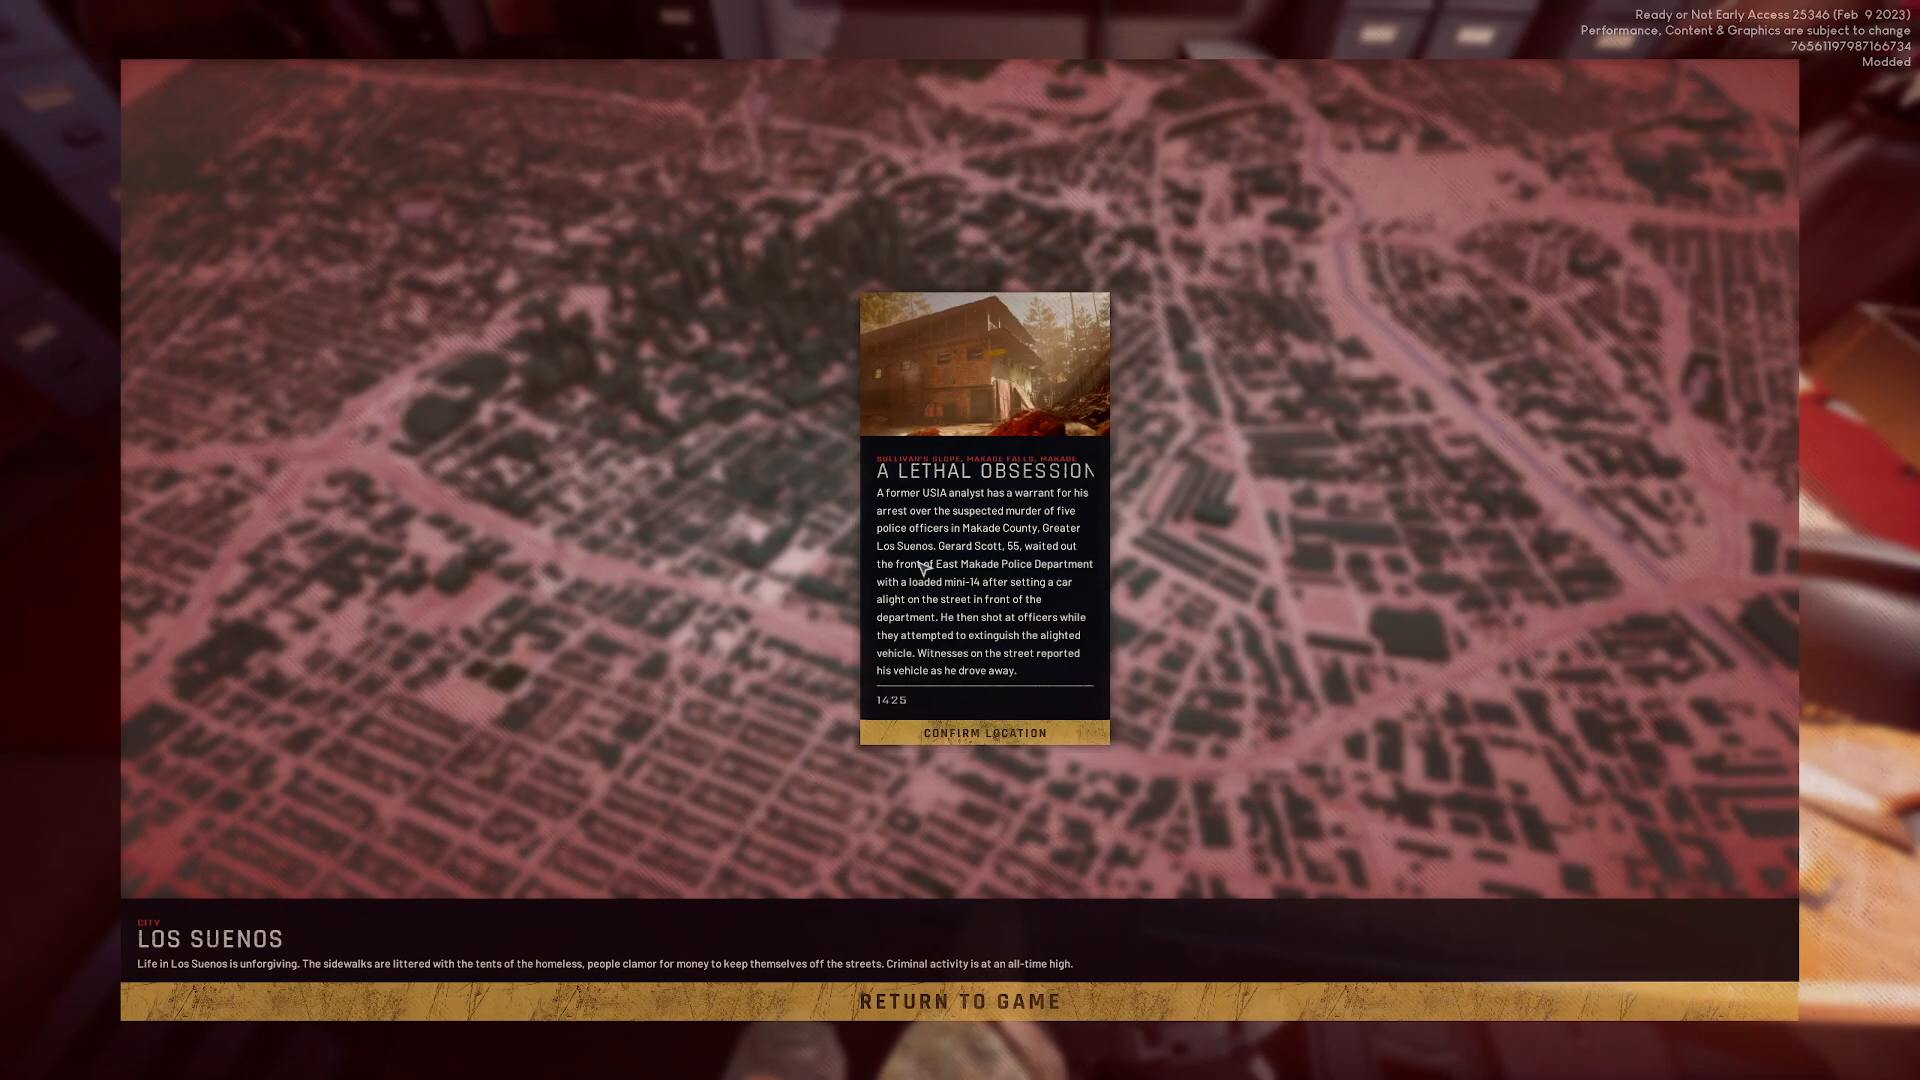 Ready or Not Early Access 25346 (Feb 9 2023)
Performance, Content & Graphics are subject to change
76561197987166734
Modded
SULLIVAN'S SLOPE, MAKADE FALLS, MAKADE
A LETHAL OBSESSION
A former USIA analyst has a warrant for his
arrest over the suspected murder of five
police officers in Makade County, Greater
Los Suenos. Gerard Scott, 55, waited out
the front of East Makade Police Department
with a loaded mini-14 after setting a car
alight on the street in front of the
department. He then shot at officers while
they attempted to extinguish the alighted
vehicle. Witnesses on the street reported
his vehicle as he drove away.
1425
CONFIRM LOCATION
CITY
LOS SUENOS
Life in Los Suenos is unforgiving. The sidewalks are littered with the tents of the homeless, people clamor for money to keep themselves off the streets. Criminal activity is at an all-time high.
RETURN TO GAME